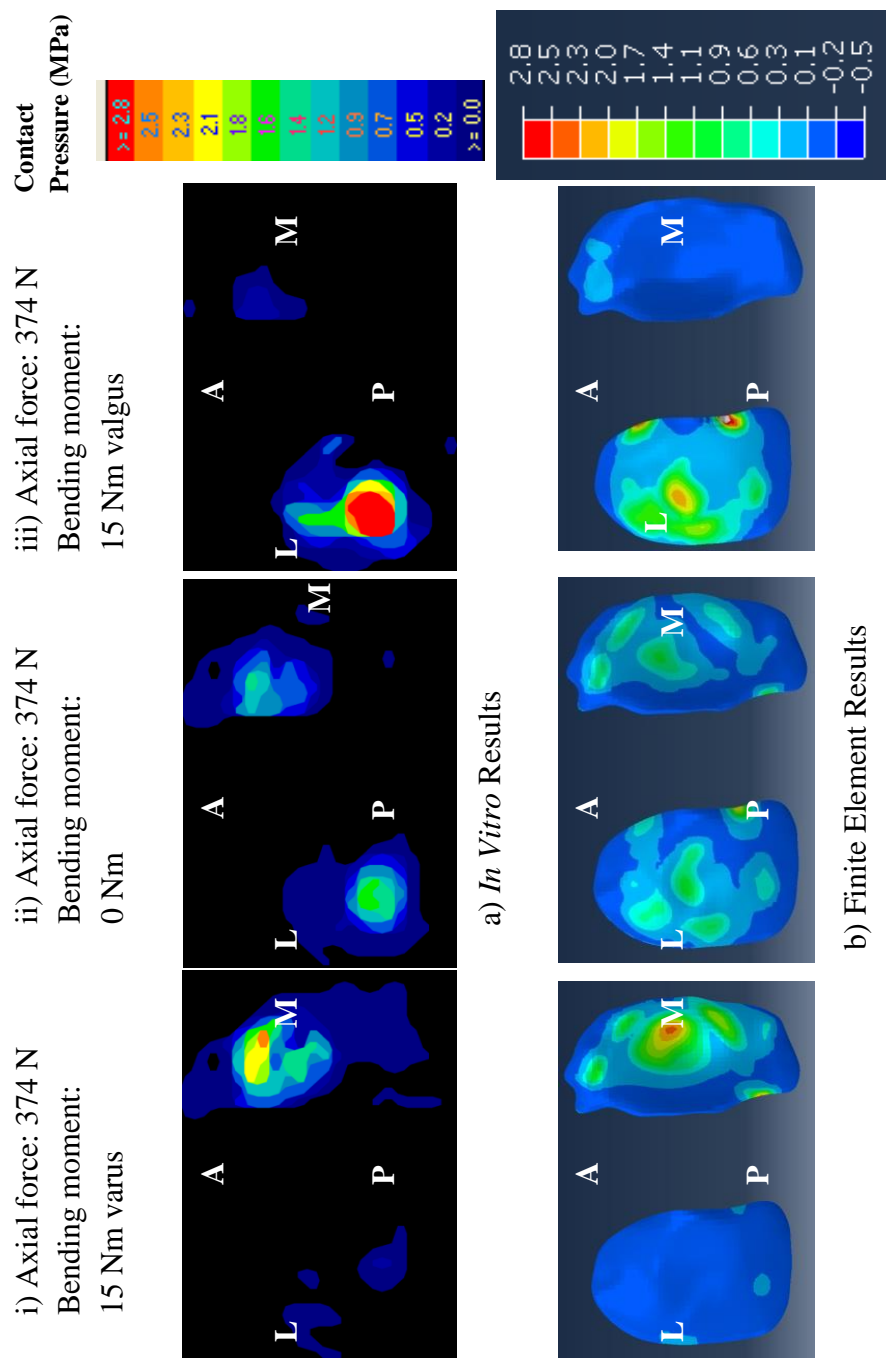 i) Axial force: 374 N
Bending moment:
15 Nm varus
ii) Axial force: 374 N
Bending moment:
0 Nm
iii) Axial force: 374 N
Bending moment:
15 Nm valgus
Contact
Pressure (MPa)
L
A
P
M
L
A
P
M
L
A
P
M
>= 2.8
2.5
2.3
2.1
1.8
1.6
1.4
1.2
0.9
0.7
0.5
0.2
>= 0.0
a) In Vitro Results
L
A
P
M
L
A
P
M
L
A
P
M
2.8
2.5
2.3
2.0
1.7
1.4
1.1
0.9
0.6
0.3
0.1
-0.2
-0.5
b) Finite Element Results